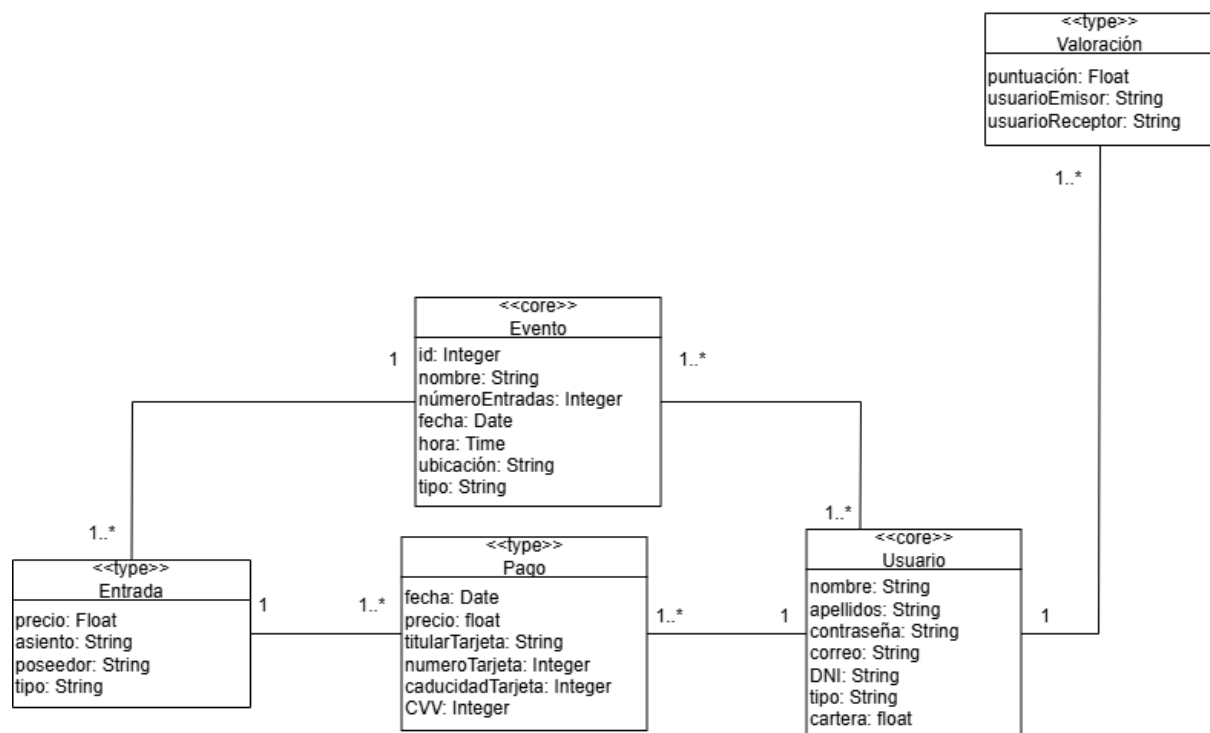 <<type>>
Valoración
puntuación: Float
usuarioEmisor: String
usuarioReceptor: String
1..*
<<core>>
Evento
id: Integer
nombre: String
númeroEntradas: Integer
fecha: Date
hora: Time
ubicación: String
tipo: String
1
1..*
1..*
1..*
<<type>>
Entrada
precio: Float
asiento: String
poseedor: String
tipo: String
1
1..*
<<type>>
Pago
fecha: Date
precio: float
titularTarjeta: String
numeroTarjeta: Integer
caducidadTarjeta: Integer
CVV: Integer
1..*
1
<<core>>
Usuario
nombre: String
apellidos: String
contraseña: String
correo: String
DNI: String
tipo: String
cartera: float
1